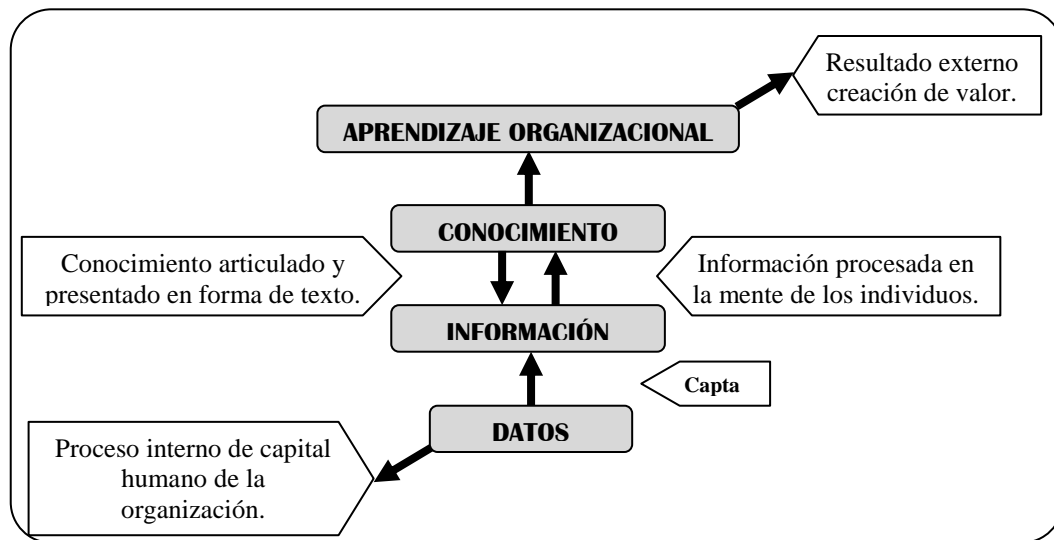 Resultado externo
creación de valor.
APRENDIZAJE ORGANIZACIONAL
CONOCIMIENTO
Conocimiento articulado y
presentado en forma de texto.
Información procesada en
la mente de los individuos.
INFORMACIÓN
Capta
DATOS
Proceso interno de capital
humano de la
organización.